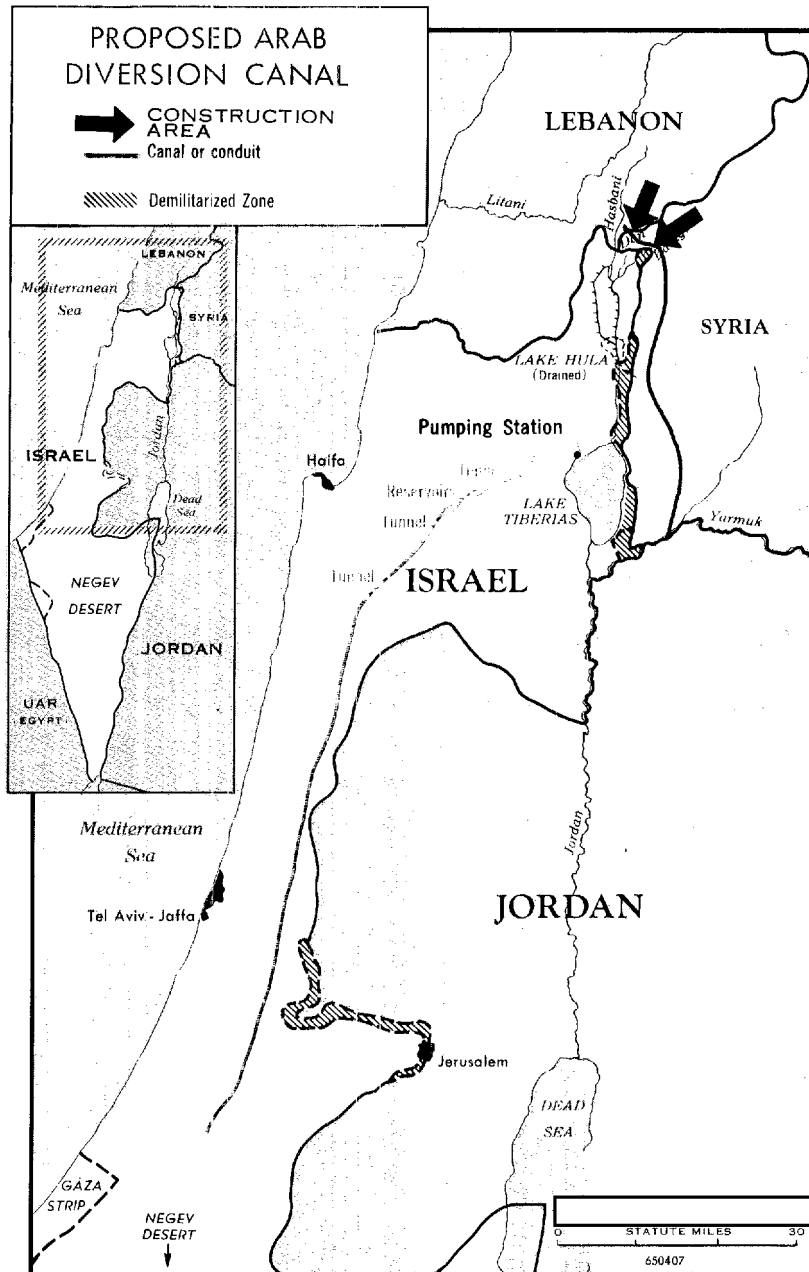 PROPOSED ARAB
DIVERSION CANAL
CONSTRUCTION
AREA
Canal or conduit
Demilitarized Zone
LEBANON
Mediterranean
Sea
SYRIA
ISRAEL
Jordan
Dead
Sea
NEGEV
DESERT
JORDAN
UAR
EGYPT
LEBANON
Litani
Hasbani
SYRIA
LAKE HULA
(Drained)
Pumping Station
Haifa
Reservoir
LAKE
TIBERIAS
Tunnel
Yarmuk
Tunnel
ISRAEL
Mediterranean
Sea
Jordan
JORDAN
Tel Aviv-Jaffa
Jerusalem
DEAD
SEA
GAZA
STRIP
NEGEV
DESERT
0 STATUTE MILES 30
650407